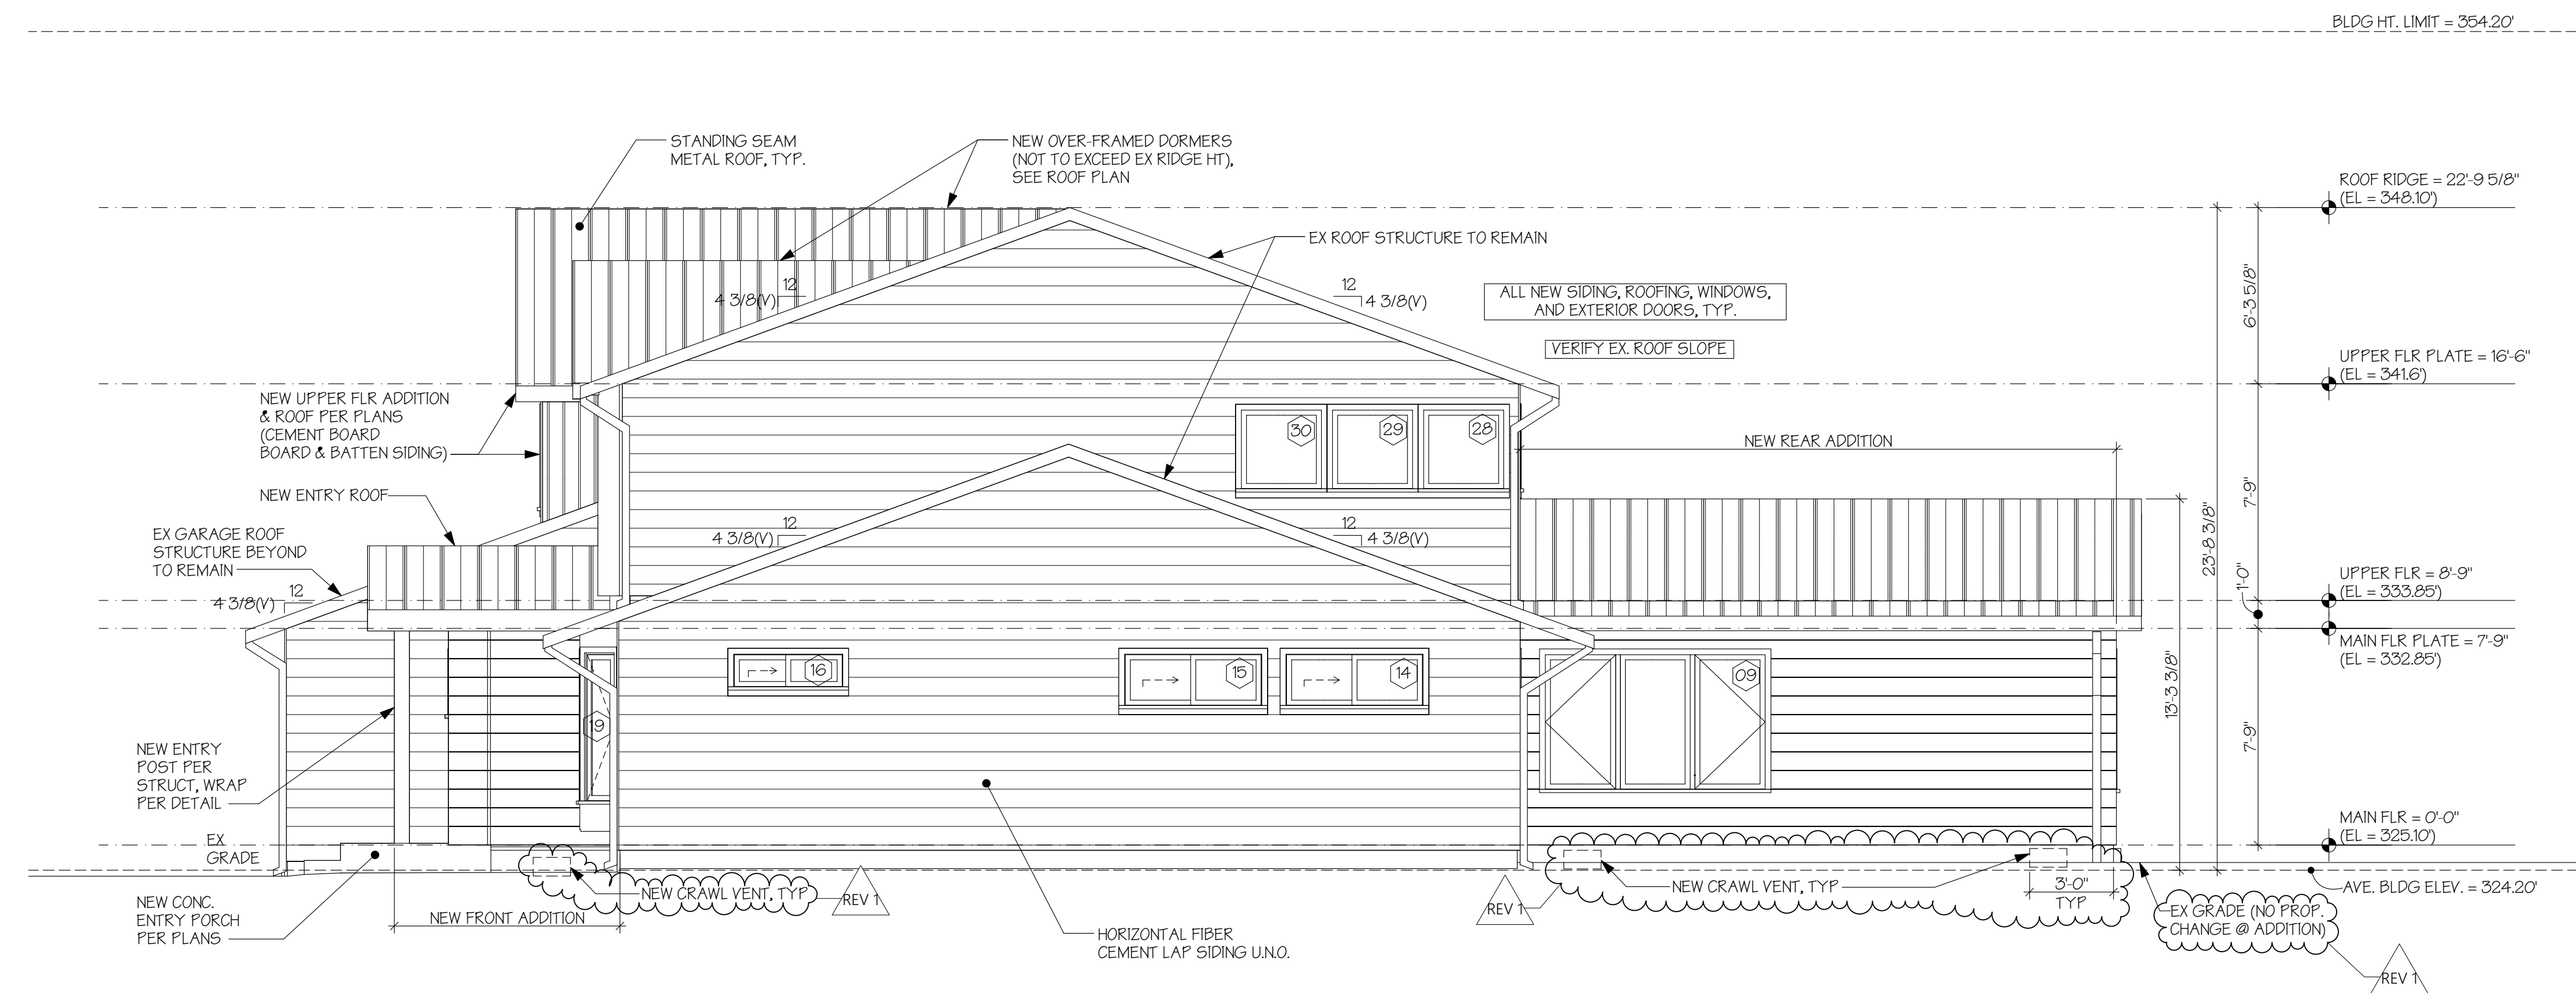 BLDG HT. LIMIT = 354.20'
STANDING SEAM
METAL ROOF, TYP.
NEW OVER-FRAMED DORMERS
(NOT TO EXCEED EX RIDGE HT),
SEE ROOF PLAN
ROOF RIDGE = 22'-9 5/8"
(EL = 348.10')
EX ROOF STRUCTURE TO REMAIN
12
4 3/8(V)
12
4 3/8(V)
ALL NEW SIDING, ROOFING, WINDOWS,
AND EXTERIOR DOORS, TYP.
VERIFY EX. ROOF SLOPE
6'-3 5/8"
UPPER FLR PLATE = 16'-6"
(EL = 341.6')
NEW UPPER FLR ADDITION
& ROOF PER PLANS
(CEMENT BOARD
BOARD & BATTEN SIDING)
30
29
28
NEW REAR ADDITION
NEW ENTRY ROOF
7'-9"
EX GARAGE ROOF
STRUCTURE BEYOND
TO REMAIN
12
4 3/8(V)
12
4 3/8(V)
12
4 3/8(V)
23'-8 3/8"
1'-0"
UPPER FLR = 8'-9"
(EL = 333.85')
MAIN FLR PLATE = 7'-9"
(EL = 332.85')
16
15
14
09
19
13'-3 3/8"
7'-9"
NEW ENTRY
POST PER
STRUCT, WRAP
PER DETAIL
EX
GRADE
MAIN FLR = 0'-0"
(EL = 325.10')
NEW CRAWL VENT, TYP
REV 1
REV 1
NEW CRAWL VENT, TYP
3'-0"
TYP
AVE. BLDG ELEV. = 324.20'
NEW CONC.
ENTRY PORCH
PER PLANS
NEW FRONT ADDITION
EX GRADE (NO PROP.
CHANGE @ ADDITION)
HORIZONTAL FIBER
CEMENT LAP SIDING U.N.O.
REV 1